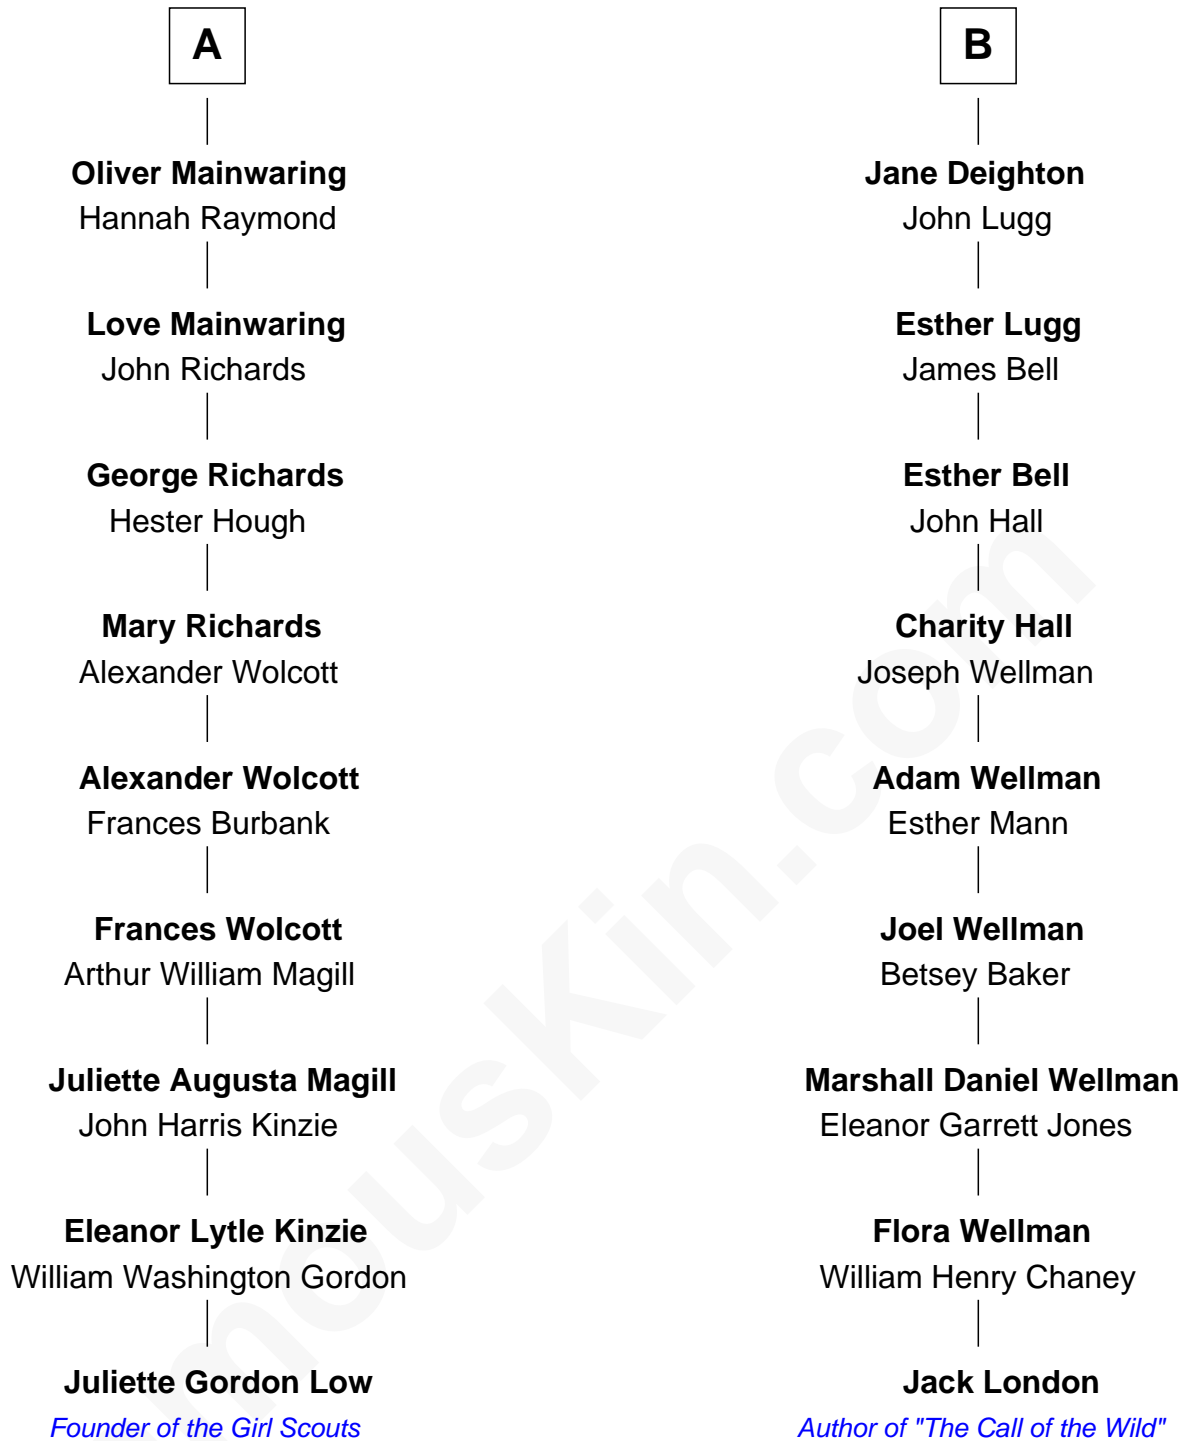 A
Oliver Mainwaring
Hannah Raymond
Love Mainwaring
John Richards
George Richards
Hester Hough
Mary Richards
Alexander Wolcott
Alexander Wolcott
Frances Burbank
Frances Wolcott
Arthur William Magill
Juliette Augusta Magill
John Harris Kinzie
Eleanor Lytle Kinzie
William Washington Gordon
Juliette Gordon Low
Founder of the Girl Scouts
B
Jane Deighton
John Lugg
Esther Lugg
James Bell
Esther Bell
John Hall
Charity Hall
Joseph Wellman
Adam Wellman
Esther Mann
Joel Wellman
Betsey Baker
Marshall Daniel Wellman
Eleanor Garrett Jones
Flora Wellman
William Henry Chaney
Jack London
Author of "The Call of the Wild"
mousKin.com